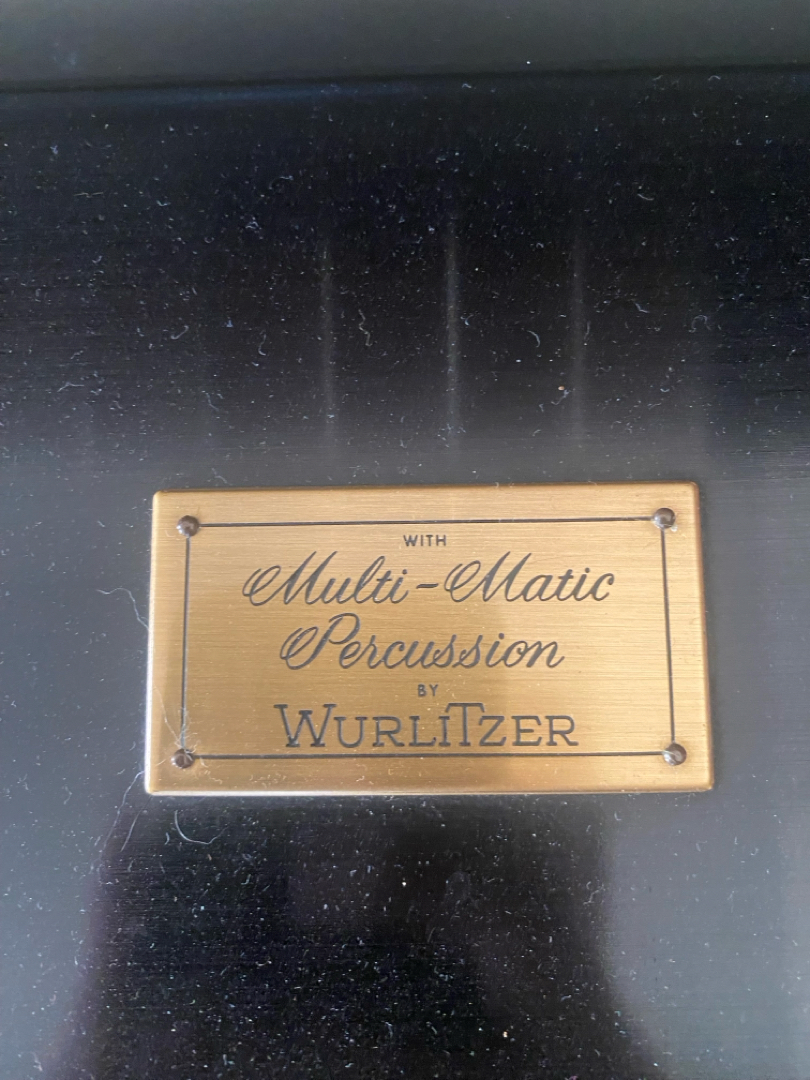 WITH
Multi-Matic
Percussion
BY
WURLITZER